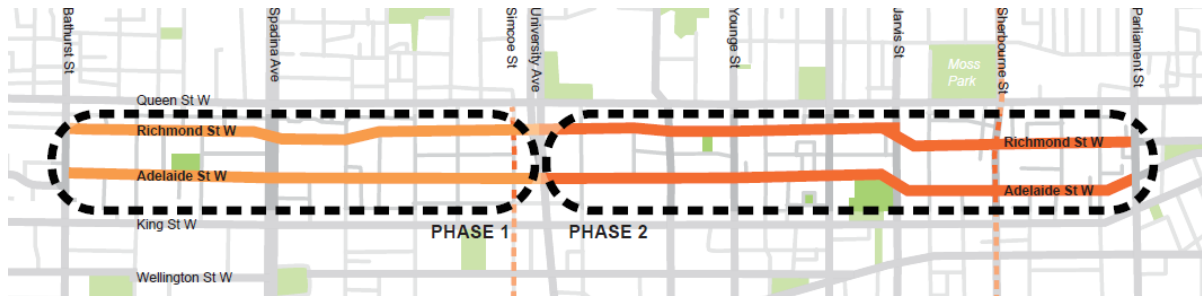 Bathurst St
Spadina Ave
Simcoe St
University Ave
Younge St
Jarvis St
Sherbourne St
Parliament St
Moss
Park
Queen St W
Richmond St W
Richmond St W
Adelaide St W
Adelaide St W
King St W
PHASE 1
PHASE 2
Wellington St W